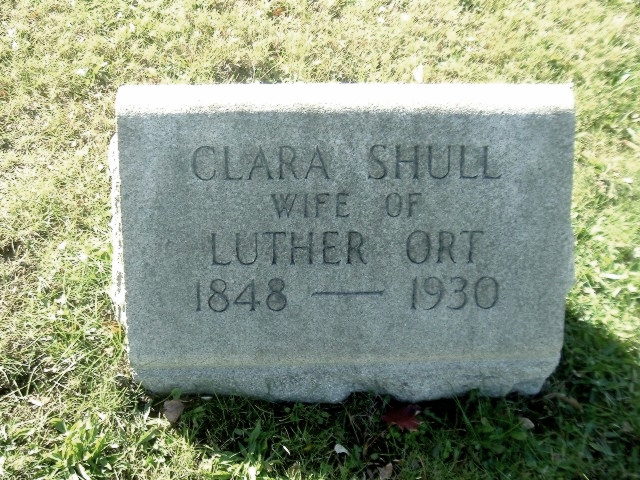 CLARA SHULL
WIFE OF
LUTHER ORT
1848 — 1930